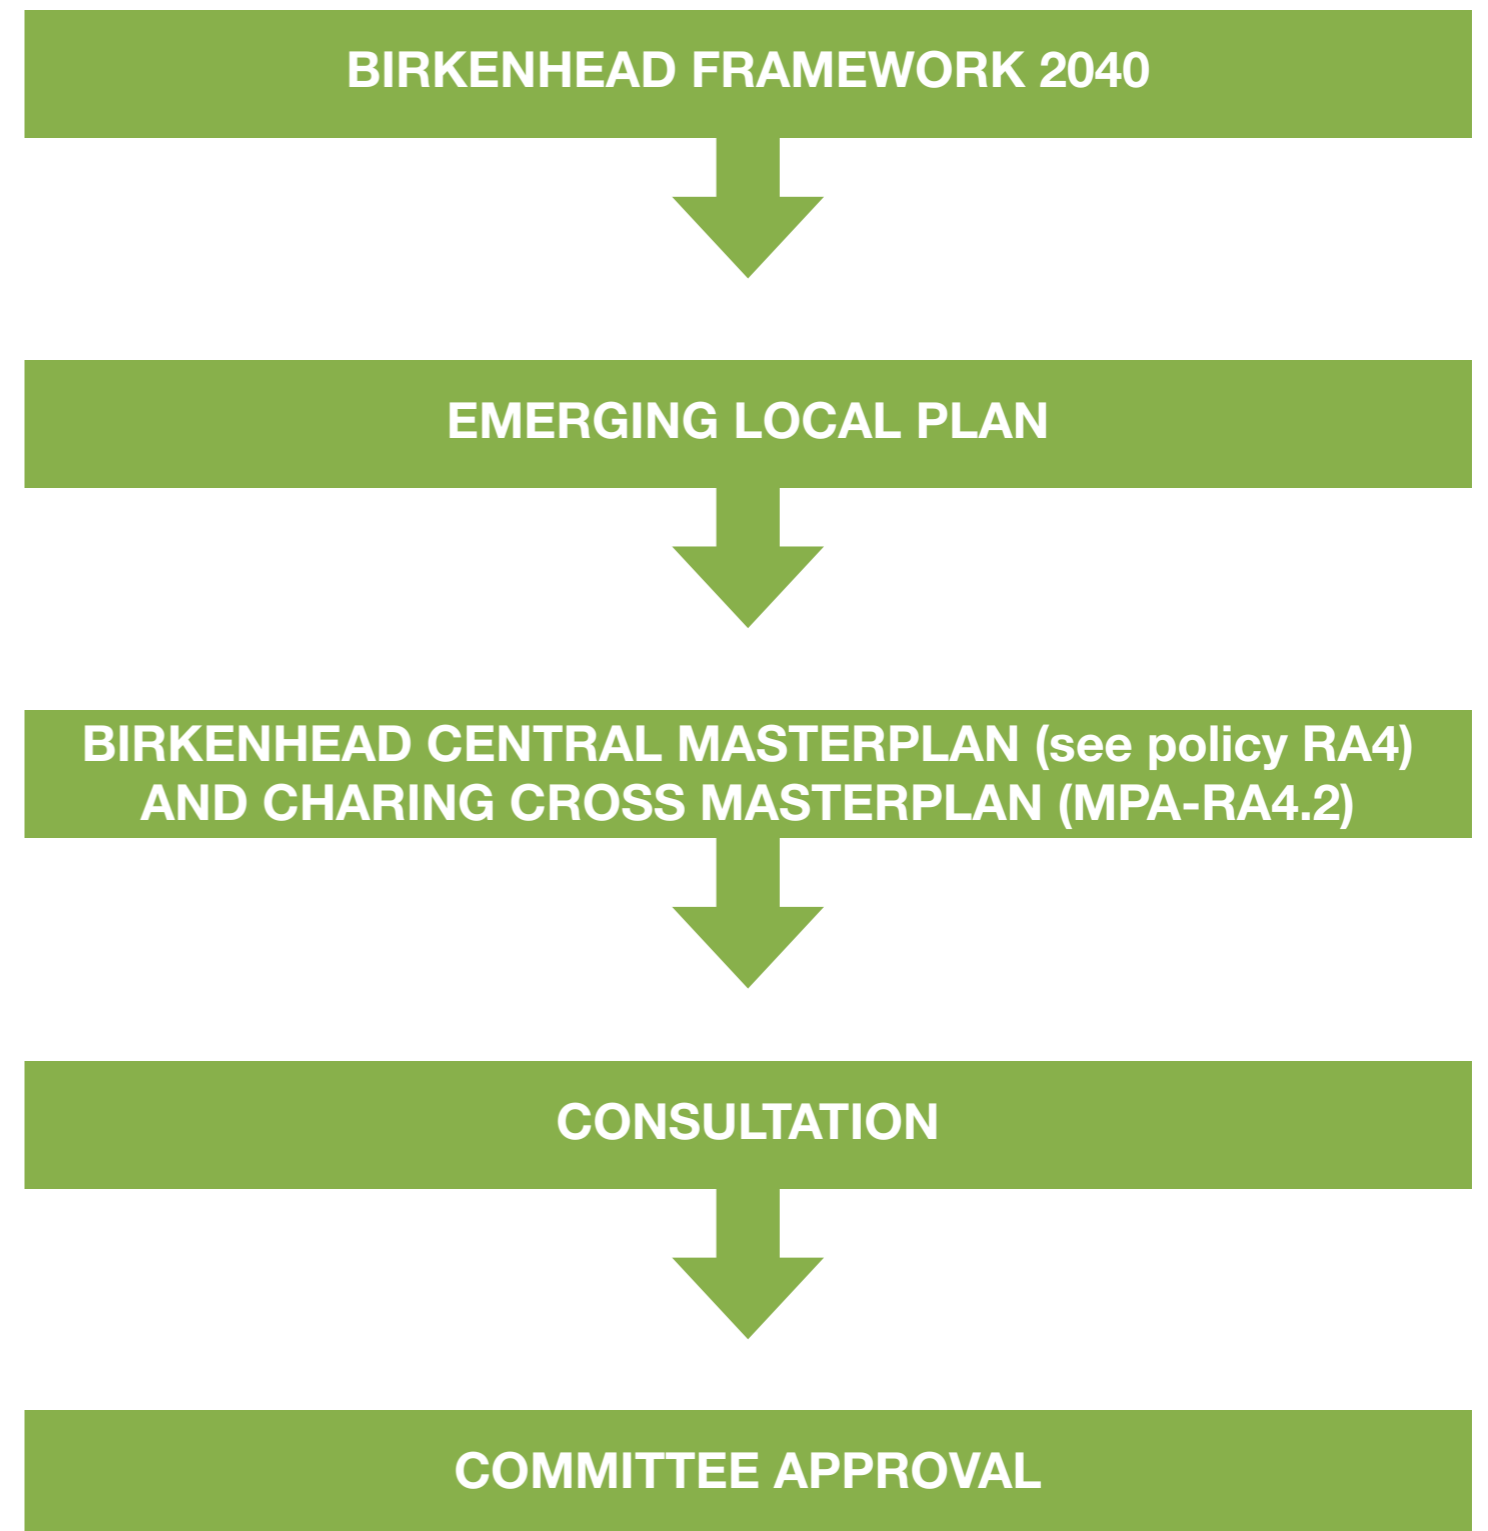 BIRKENHEAD FRAMEWORK 2040
EMERGING LOCAL PLAN
BIRKENHEAD CENTRAL MASTERPLAN (see policy RA4)
AND CHARING CROSS MASTERPLAN (MPA-RA4.2)
CONSULTATION
COMMITTEE APPROVAL